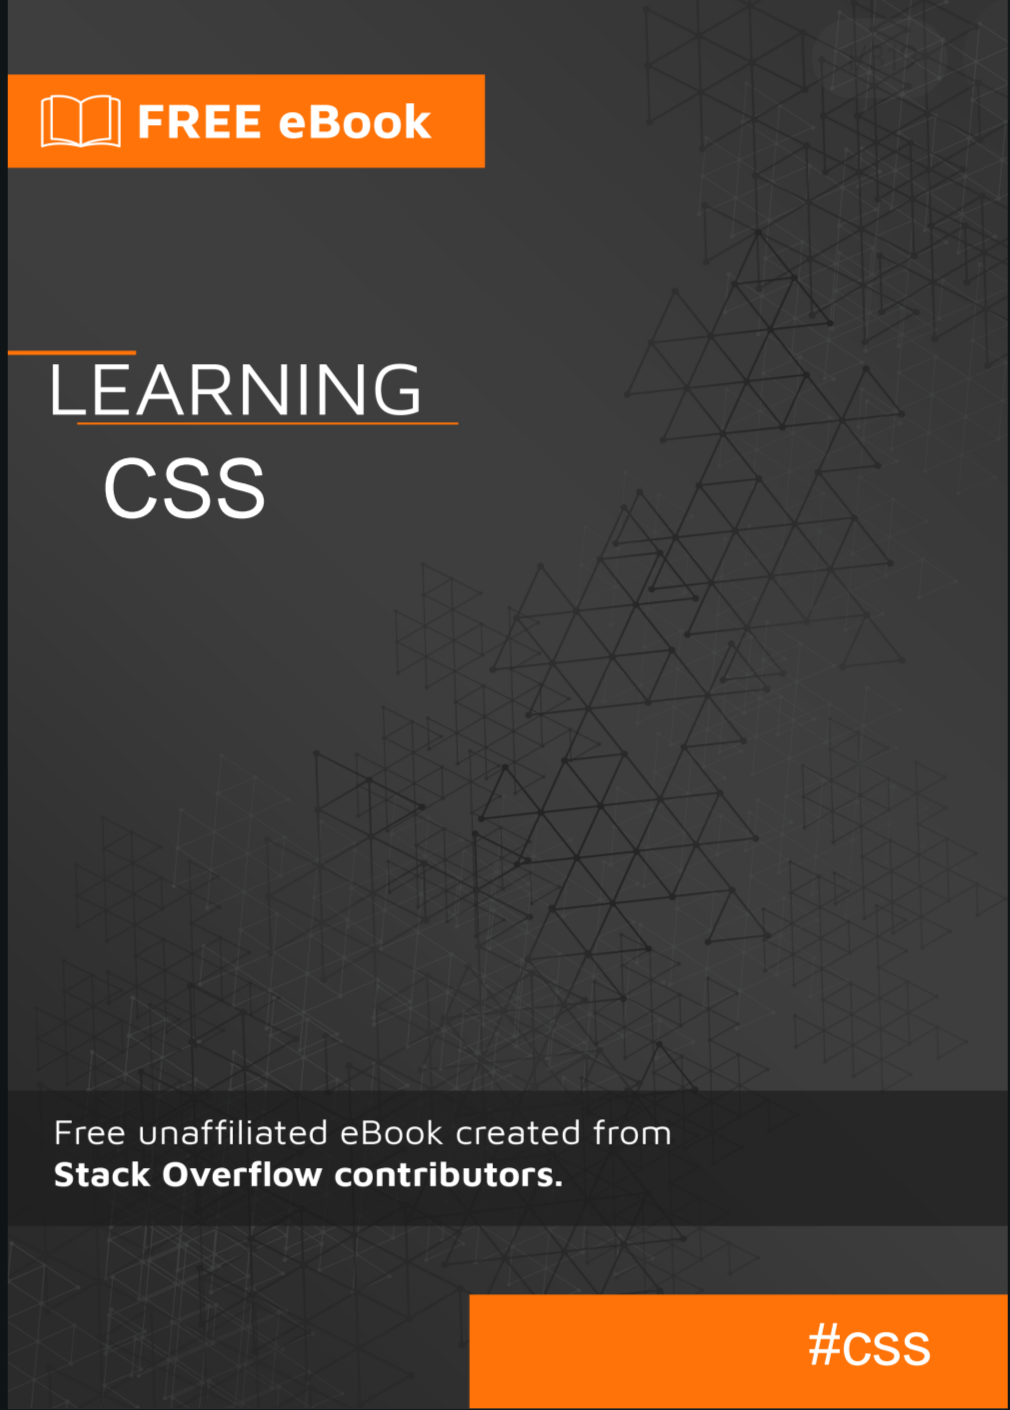 FREE eBook
LEARNING
CSS
Free unaffiliated eBook created from
Stack Overflow contributors.
#css